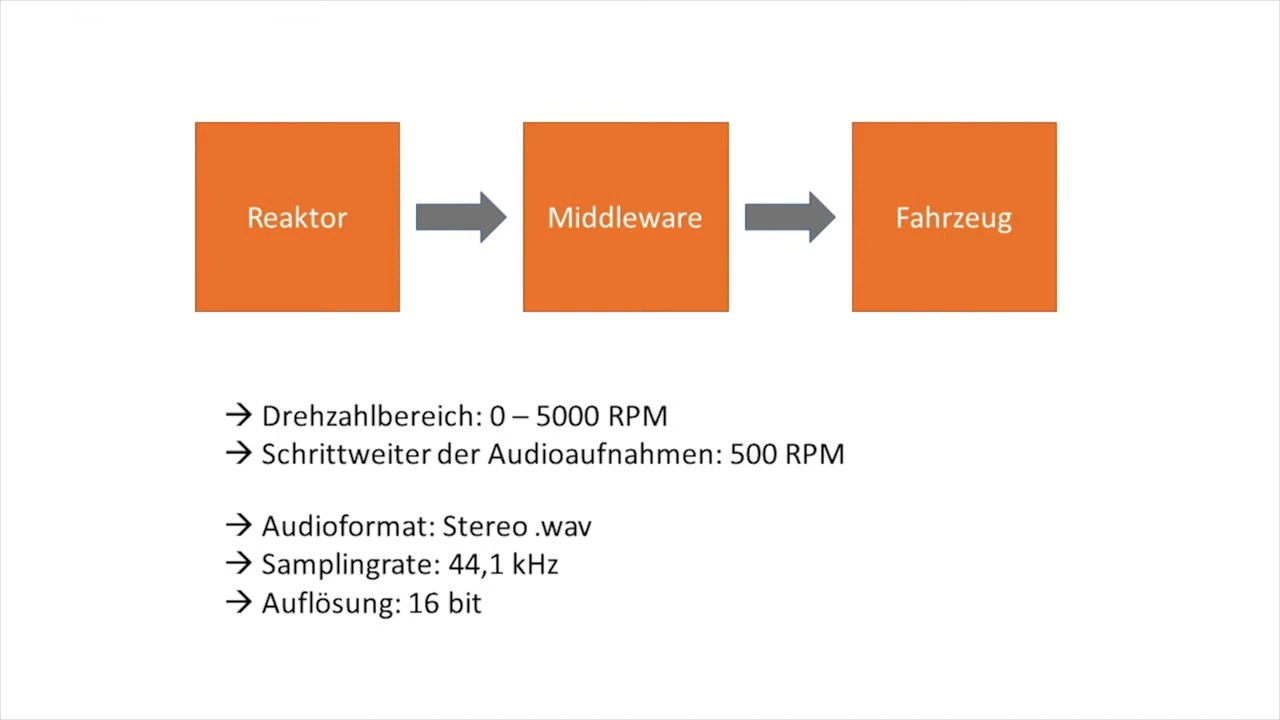 Reaktor
Middleware
Fahrzeug
→ Drehzahlbereich: 0 – 5000 RPM
→ Schrittweiter der Audioaufnahmen: 500 RPM
→ Audioformat: Stereo .wav
→ Samplingrate: 44,1 kHz
→ Auflösung: 16 bit